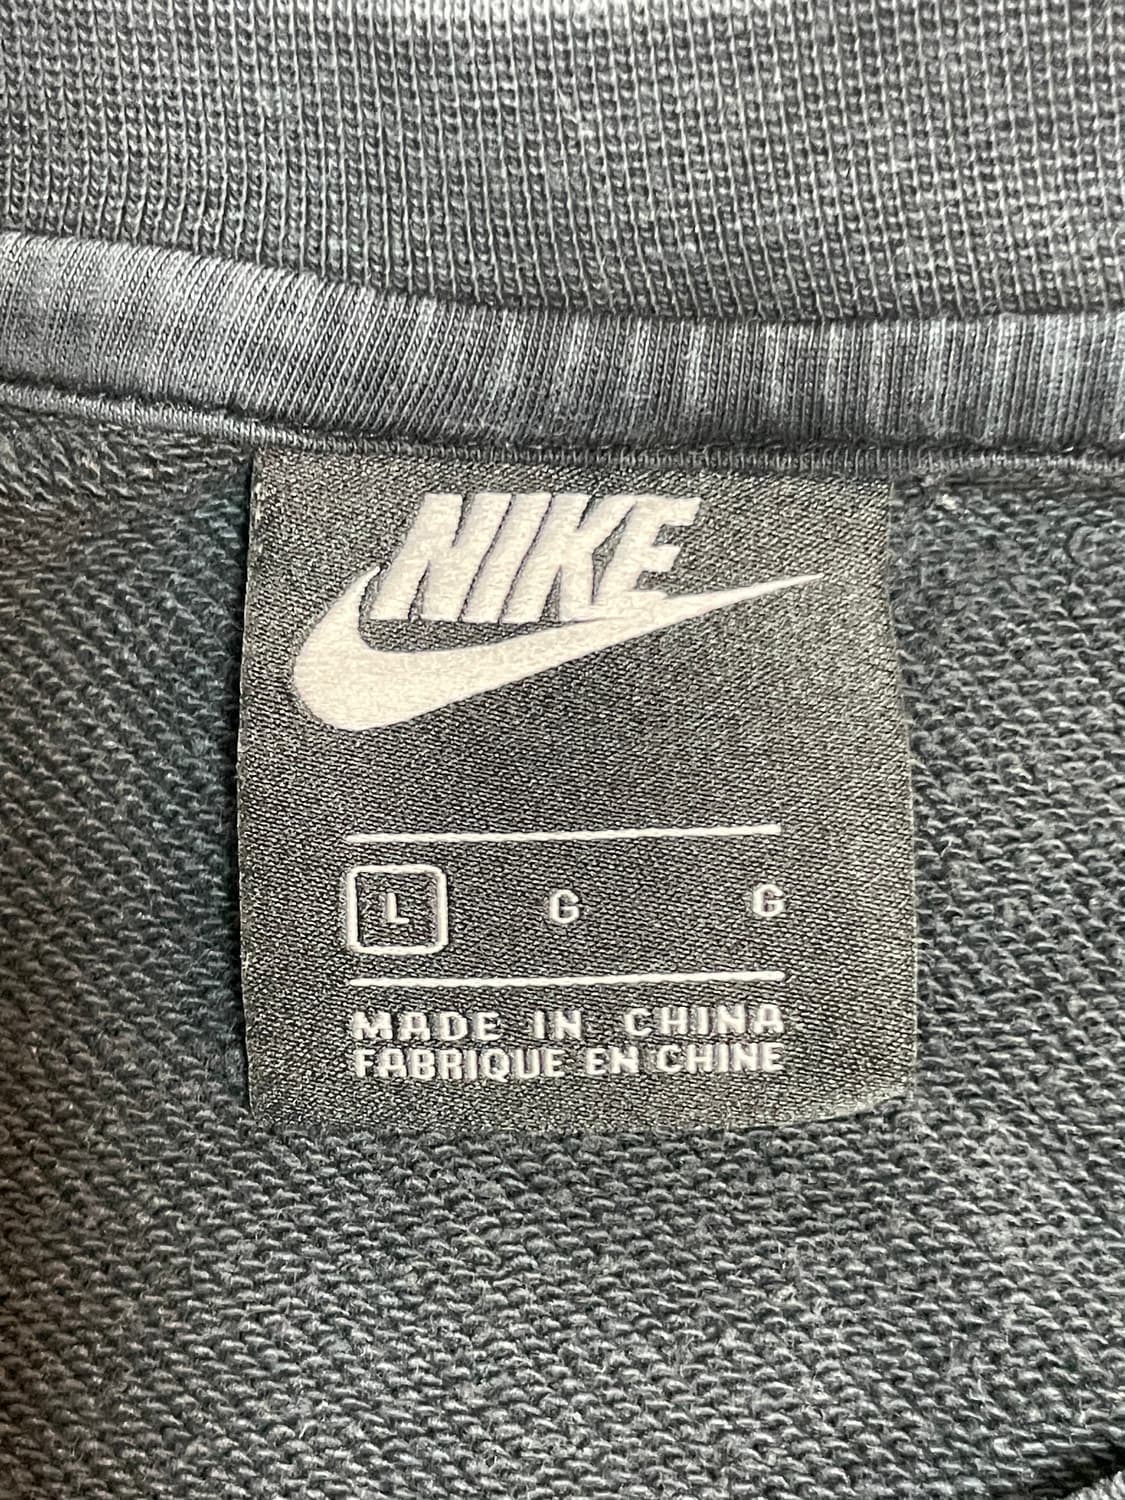 NIKE
L G G
MADE IN CHINA
FABRIQUE EN CHINE